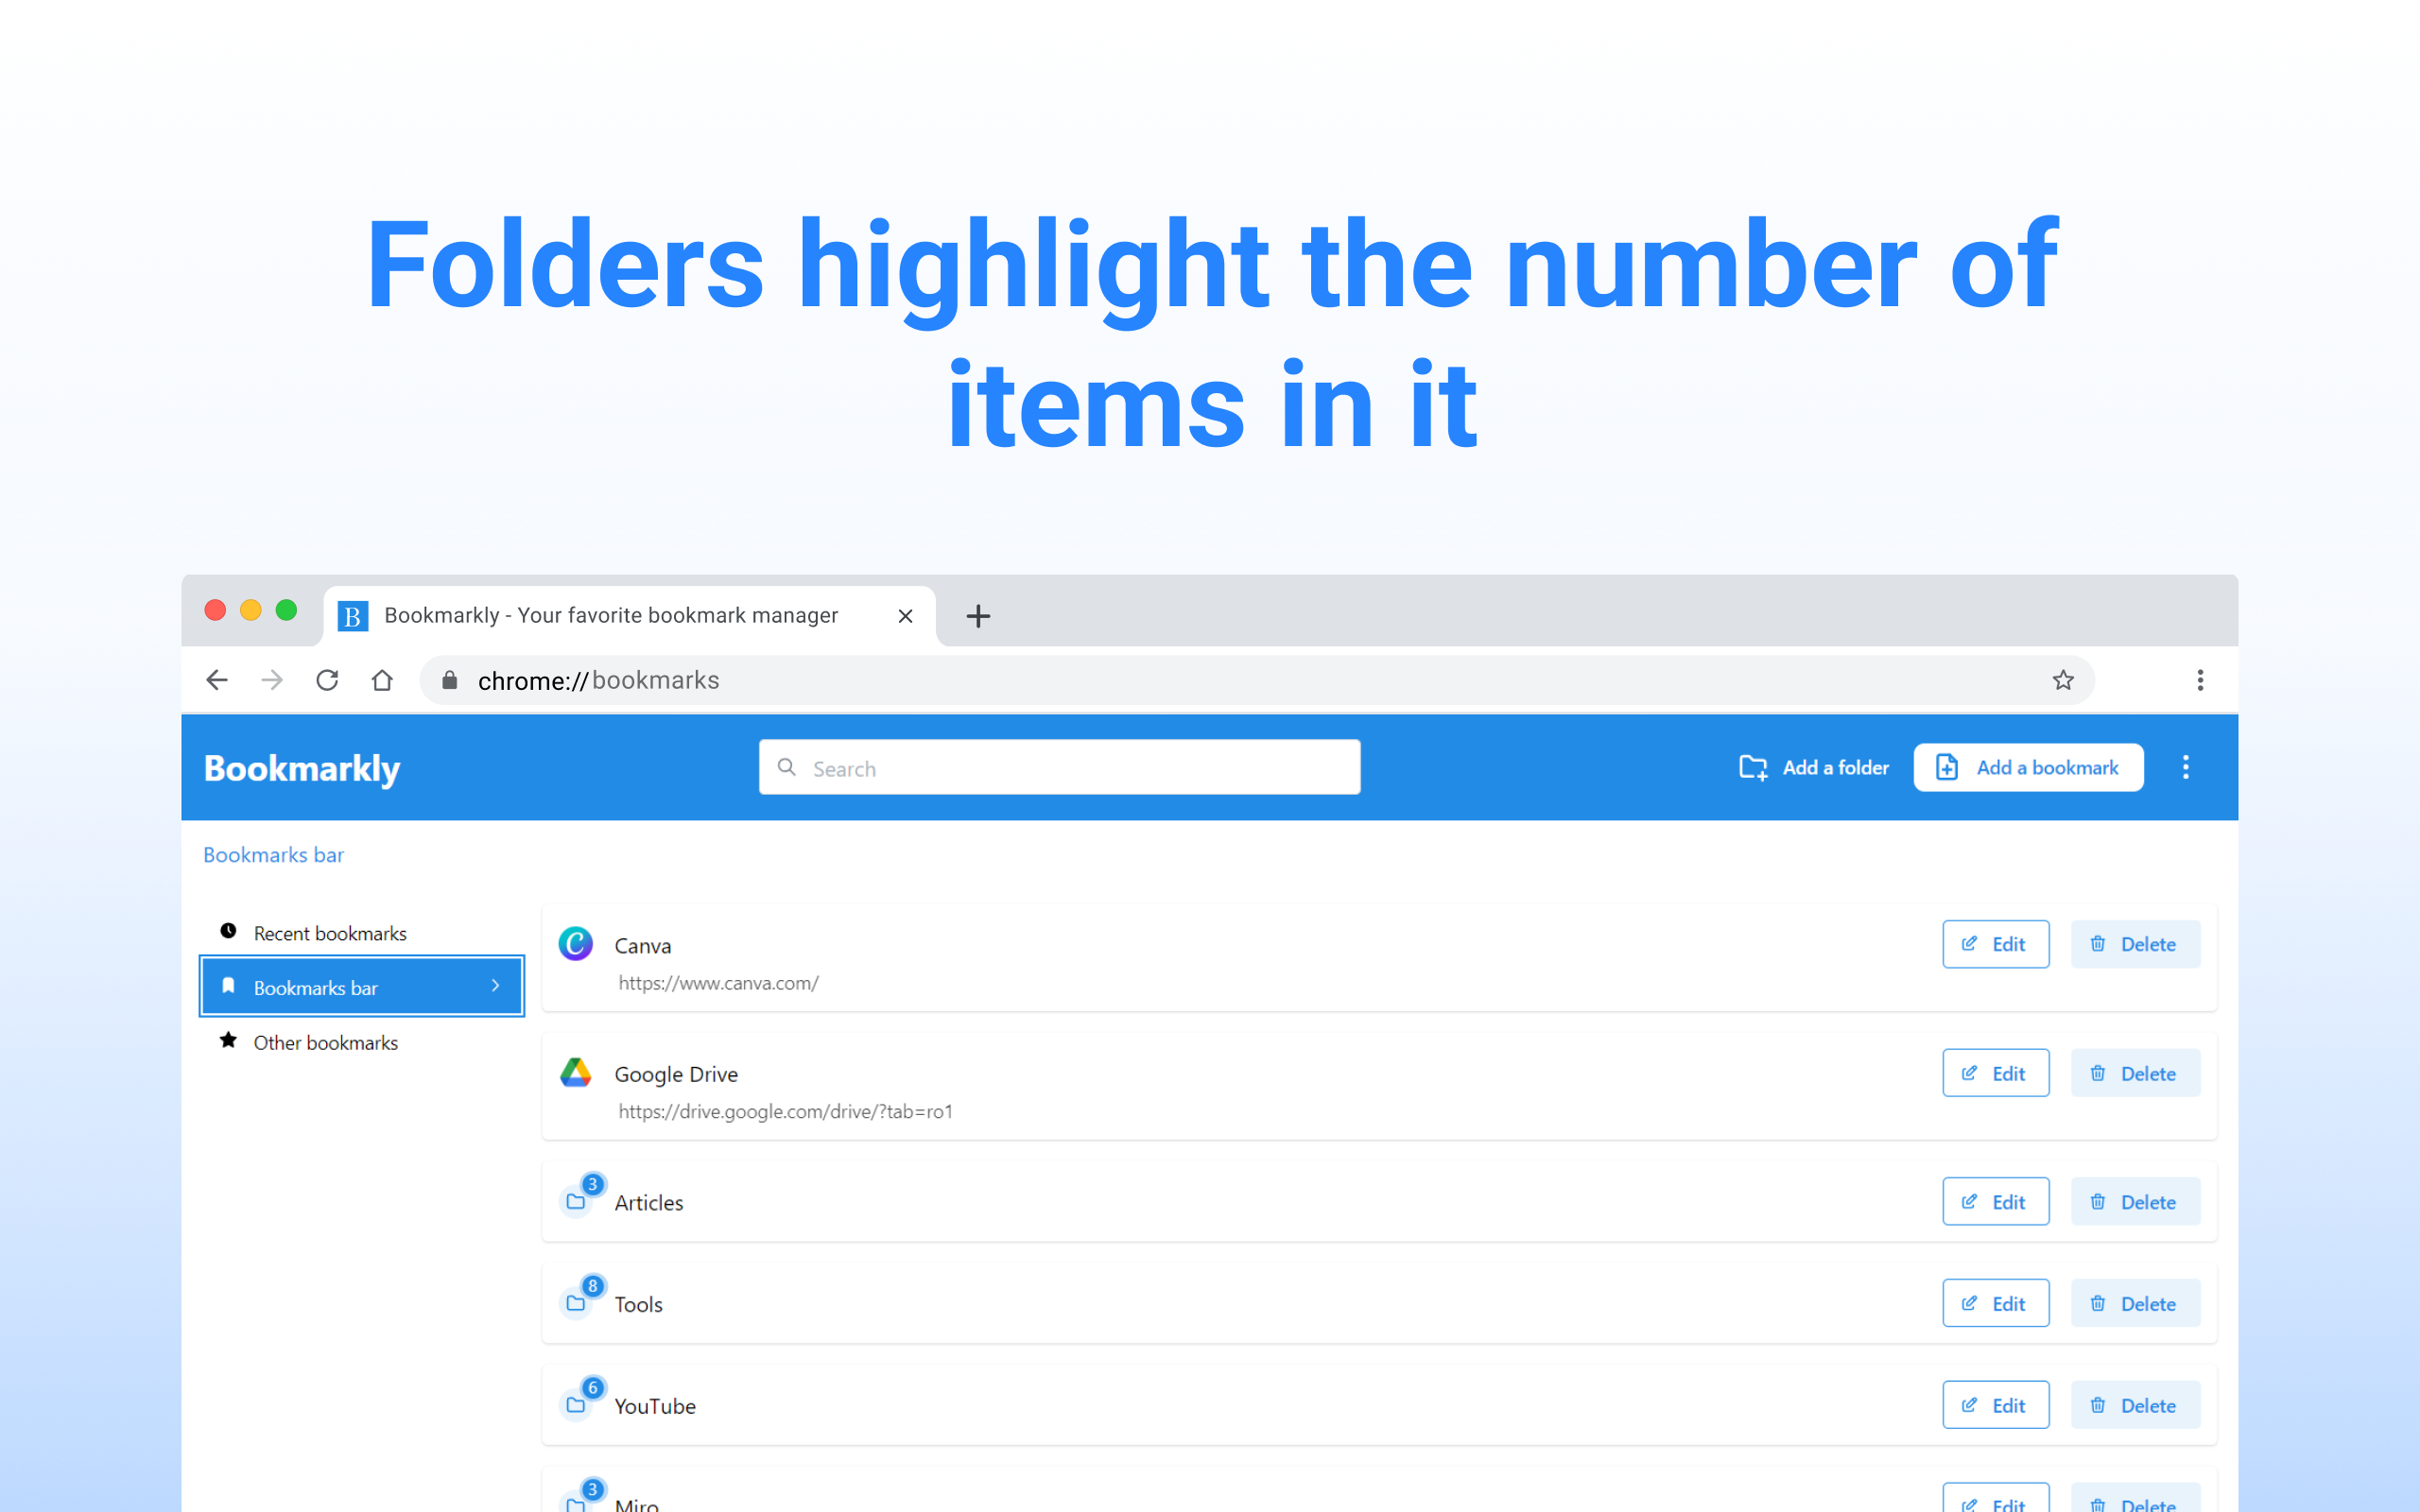 Folders highlight the number of
items in it
B Bookmarkly - Your favorite bookmark manager
chrome://bookmarks
Bookmarkly
Search
Add a folder
Add a bookmark
Bookmarks bar
Recent bookmarks
Bookmarks bar
Other bookmarks
Canva
https://www.canva.com/
Edit
Delete
Google Drive
https://drive.google.com/drive/?tab=ro1
Edit
Delete
3
Articles
Edit
Delete
8
Tools
Edit
Delete
6
YouTube
Edit
Delete
3
Miro
Edit
Delete